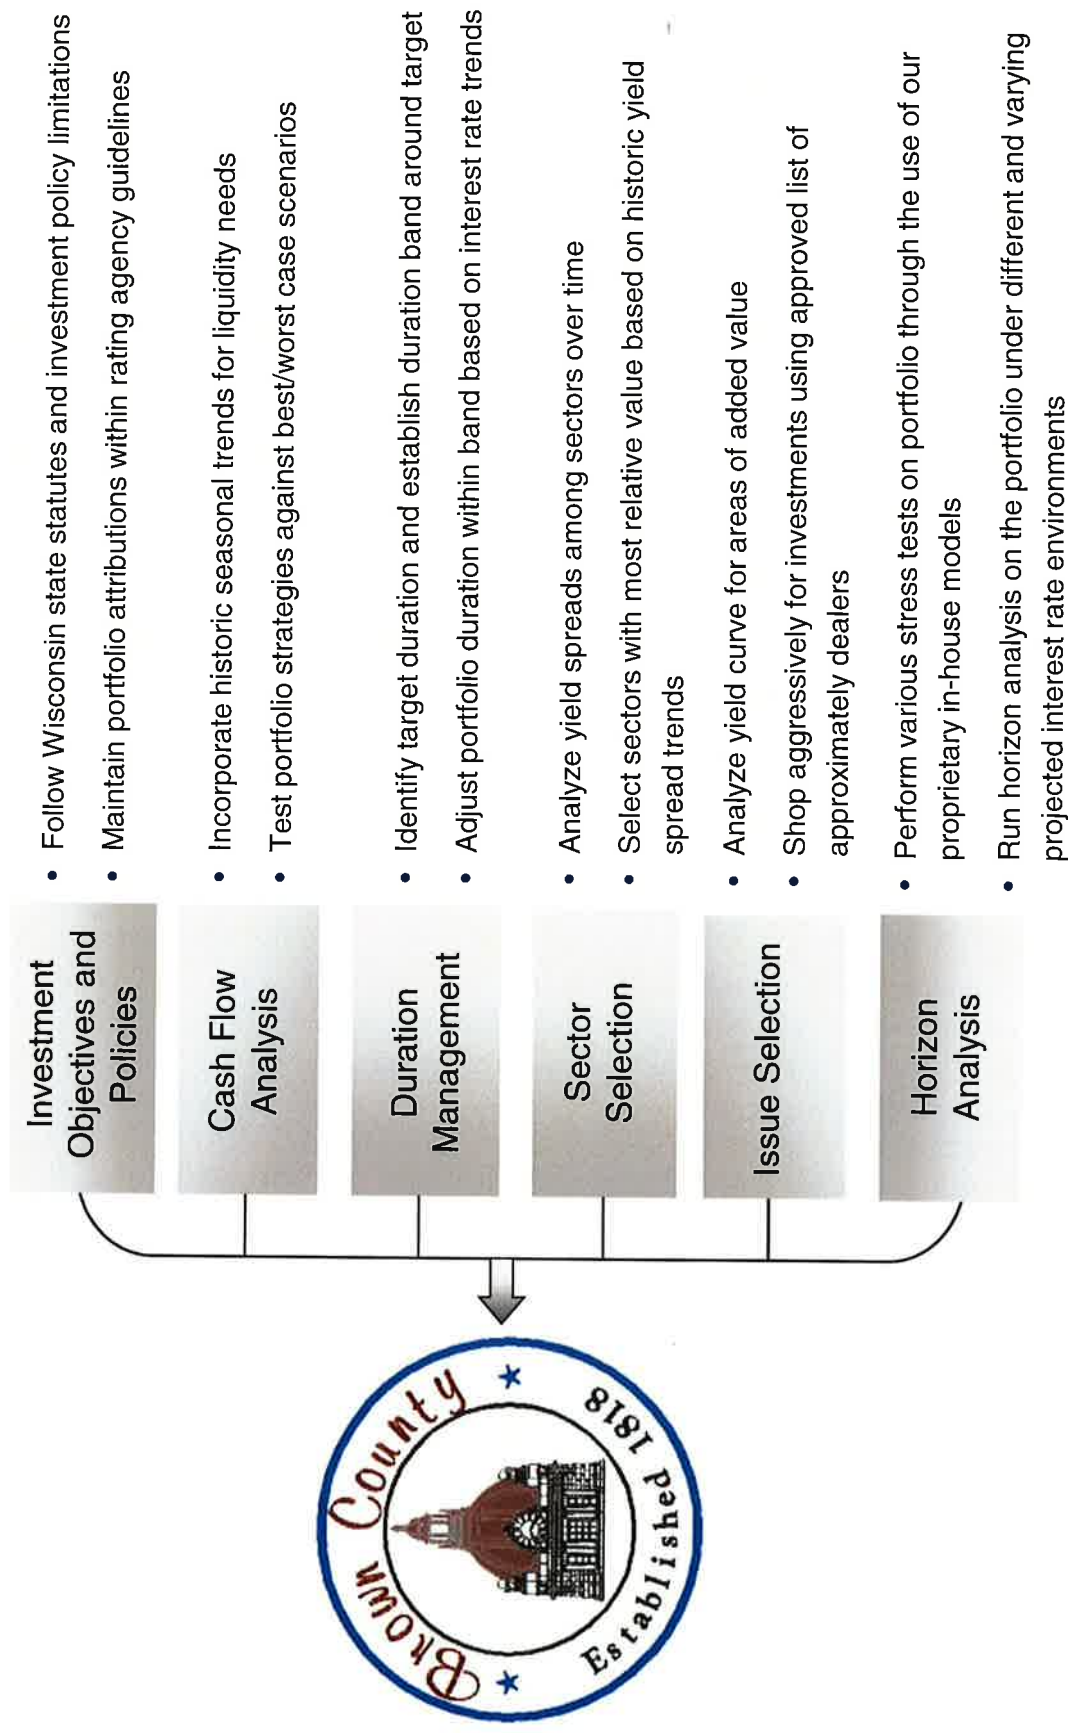 Brown County
Established 1818
Investment
Objectives and
Policies
• Follow Wisconsin state statutes and investment policy limitations
• Maintain portfolio attributions within rating agency guidelines
Cash Flow
Analysis
• Incorporate historic seasonal trends for liquidity needs
• Test portfolio strategies against best/worst case scenarios
Duration
Management
• Identify target duration and establish duration band around target
• Adjust portfolio duration within band based on interest rate trends
Sector
Selection
• Analyze yield spreads among sectors over time
• Select sectors with most relative value based on historic yield
spread trends
Issue Selection
• Analyze yield curve for areas of added value
• Shop aggressively for investments using approved list of
approximately dealers
Horizon
Analysis
• Perform various stress tests on portfolio through the use of our
proprietary in-house models
• Run horizon analysis on the portfolio under different and varying
projected interest rate environments